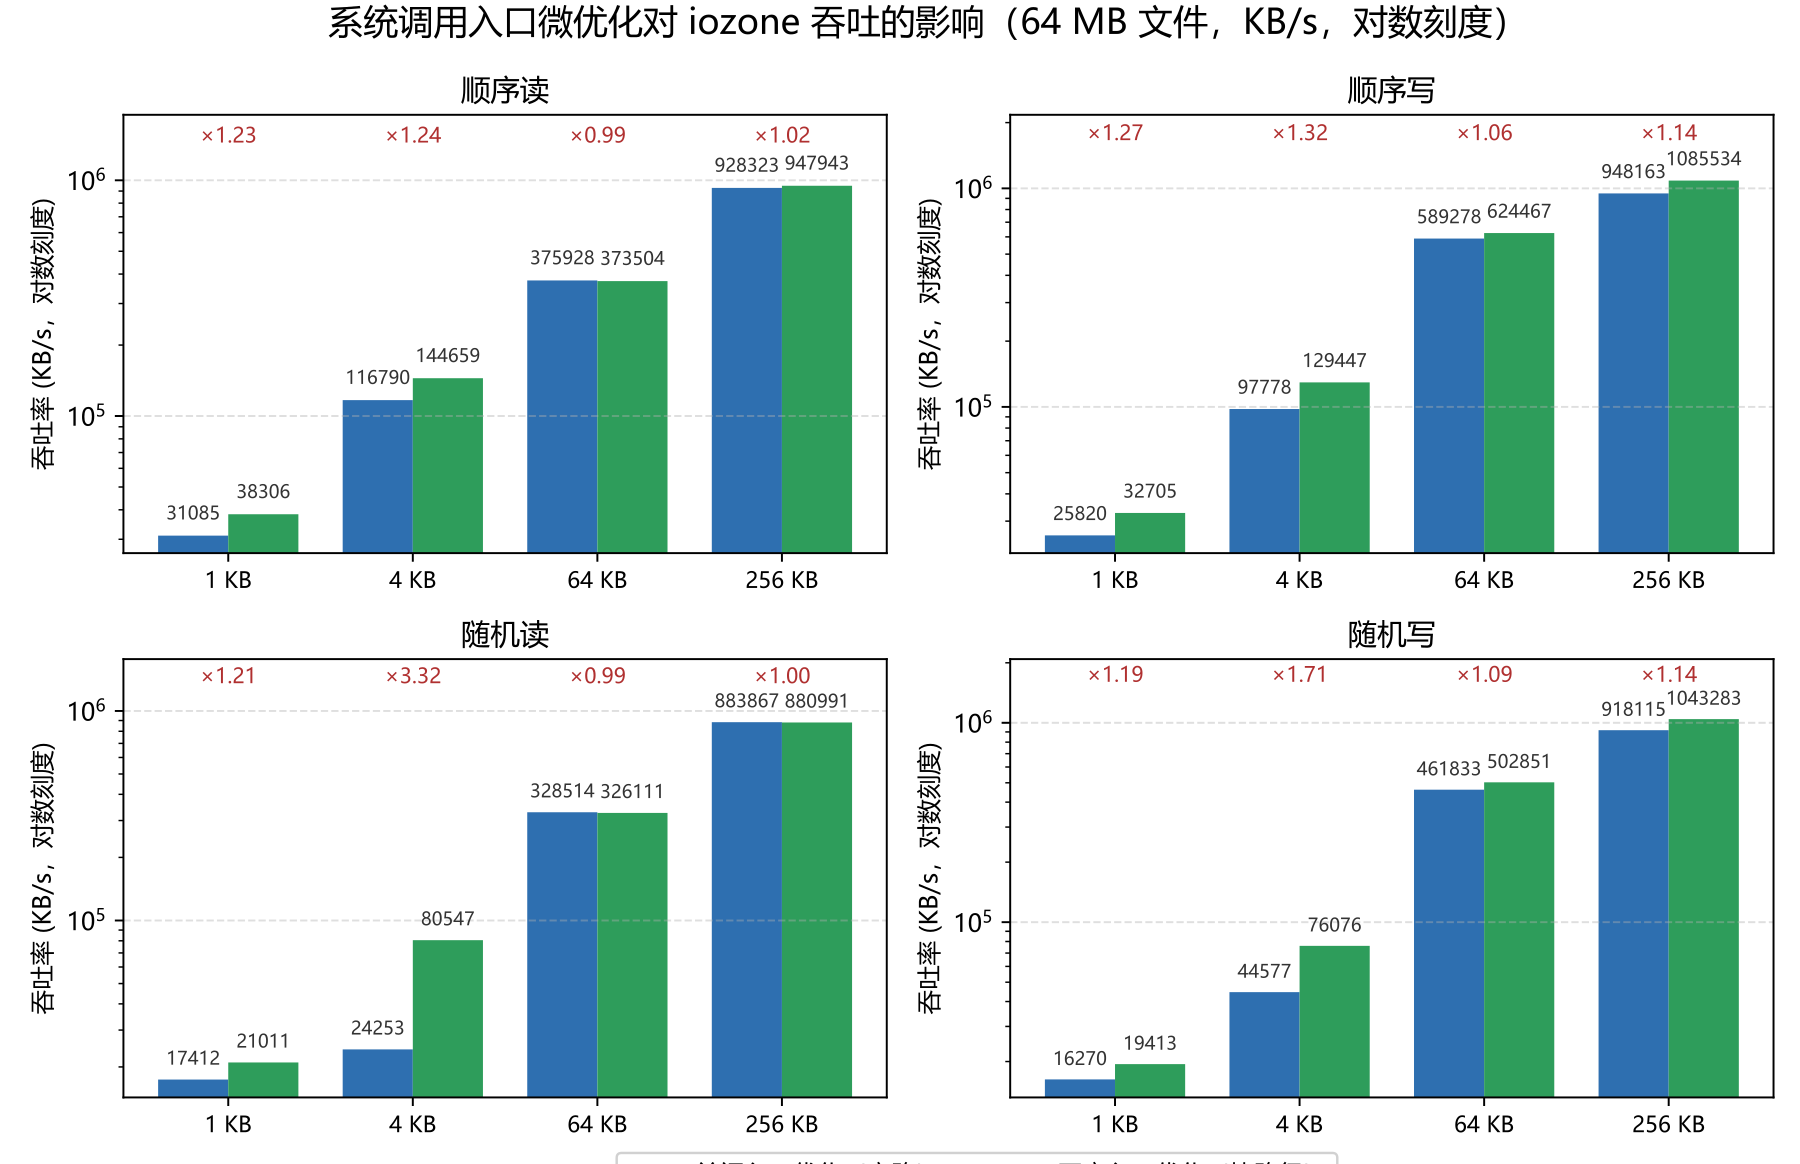 系统调用入口微优化对 iozone 吞吐的影响（64 MB 文件，KB/s，对数刻度）
顺序读
×1.23 ×1.24 ×0.99 ×1.02
吞吐率 (KB/s，对数刻度)
10⁶
10⁵
31085 38306 116790 144659 375928 373504 928323 947943
1 KB 4 KB 64 KB 256 KB
顺序写
×1.27 ×1.32 ×1.06 ×1.14
吞吐率 (KB/s，对数刻度)
10⁶
10⁵
25820 32705 97778 129447 589278 624467 948163 1085534
1 KB 4 KB 64 KB 256 KB
随机读
×1.21 ×3.32 ×0.99 ×1.00
吞吐率 (KB/s，对数刻度)
10⁶
10⁵
17412 21011 24253 80547 328514 326111 883867 880991
1 KB 4 KB 64 KB 256 KB
随机写
×1.19 ×1.71 ×1.09 ×1.14
吞吐率 (KB/s，对数刻度)
10⁶
10⁵
16270 19413 44577 76076 461833 502851 918115 1043283
1 KB 4 KB 64 KB 256 KB